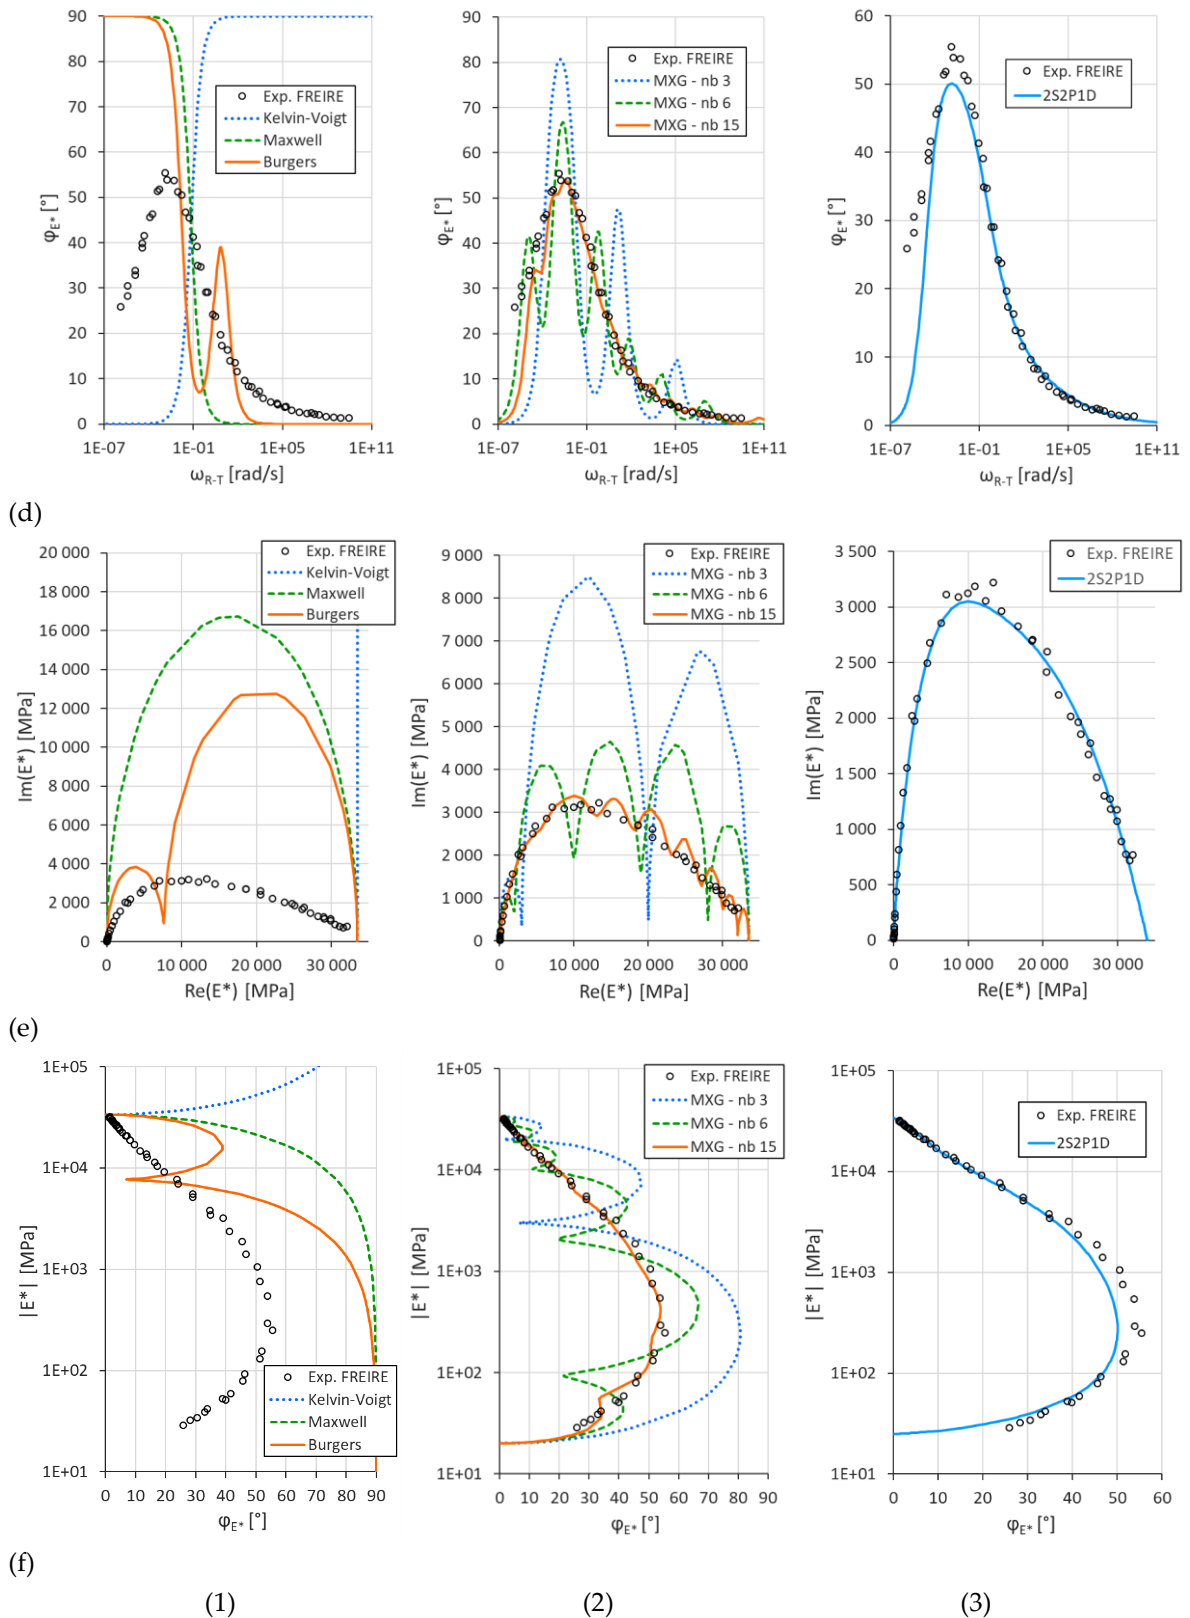 90
80
70
60
50
40
30
20
10
0
φE* [°]
Exp. FREIRE
Kelvin-Voigt
Maxwell
Burgers
1E-07 1E-01 1E+05 1E+11
ωR-T [rad/s]
90
80
70
60
50
40
30
20
10
0
φE* [°]
Exp. FREIRE
MXG - nb 3
MXG - nb 6
MXG - nb 15
1E-07 1E-01 1E+05 1E+11
ωR-T [rad/s]
60
50
40
30
20
10
0
φE* [°]
Exp. FREIRE
2S2P1D
1E-07 1E-01 1E+05 1E+11
ωR-T [rad/s]
(d)
20 000
18 000
16 000
14 000
12 000
10 000
8 000
6 000
4 000
2 000
0
Im(E*) [MPa]
Exp. FREIRE
Kelvin-Voigt
Maxwell
Burgers
0 10 000 20 000 30 000
Re(E*) [MPa]
9 000
8 000
7 000
6 000
5 000
4 000
3 000
2 000
1 000
0
Im(E*) [MPa]
Exp. FREIRE
MXG - nb 3
MXG - nb 6
MXG - nb 15
0 10 000 20 000 30 000
Re(E*) [MPa]
3 500
3 000
2 500
2 000
1 500
1 000
500
0
Im(E*) [MPa]
Exp. FREIRE
2S2P1D
0 10 000 20 000 30 000
Re(E*) [MPa]
(e)
1E+05
1E+04
1E+03
1E+02
1E+01
|E*| [MPa]
Exp. FREIRE
Kelvin-Voigt
Maxwell
Burgers
0 10 20 30 40 50 60 70 80 90
φE* [°]
1E+05
1E+04
1E+03
1E+02
1E+01
|E*| [MPa]
Exp. FREIRE
MXG - nb 3
MXG - nb 6
MXG - nb 15
0 10 20 30 40 50 60 70 80 90
φE* [°]
1E+05
1E+04
1E+03
1E+02
1E+01
|E*| [MPa]
Exp. FREIRE
2S2P1D
0 10 20 30 40 50 60
φE* [°]
(f)
(1) (2) (3)